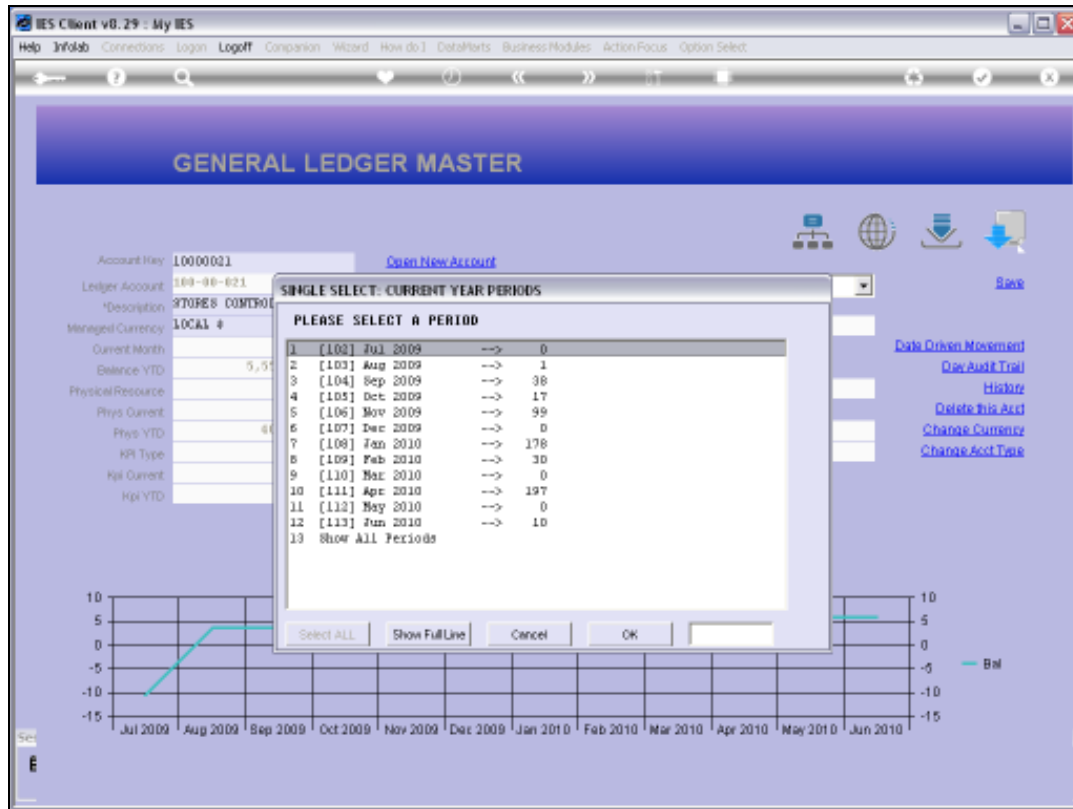 IES Client v8.29 : My IES
Help Infolab Connections Logon Logoff Companion Wizard How do I DataMarts Business Modules Action Focus Option Select
GENERAL LEDGER MASTER
Account Key 10000021 Open New Account
Ledger Account 100-00-021 Save
*Description STORES CONTROL
Managed Currency LOCAL #
Current Month Date Driven Movement
Balance YTD 5,55 Day Audit Trail
Physical Resource History
Phys Current Delete this Acct
Phys YTD Change Currency
KPI Type Change Acct Type
Kpi Current
Kpi YTD
SINGLE SELECT: CURRENT YEAR PERIODS
PLEASE SELECT A PERIOD
1 [102] Jul 2009 --> 0
2 [103] Aug 2009 --> 1
3 [104] Sep 2009 --> 38
4 [105] Oct 2009 --> 17
5 [106] Nov 2009 --> 99
6 [107] Dec 2009 --> 0
7 [108] Jan 2010 --> 178
8 [109] Feb 2010 --> 30
9 [110] Mar 2010 --> 0
10 [111] Apr 2010 --> 197
11 [112] May 2010 --> 0
12 [113] Jun 2010 --> 10
13 Show All Periods
Select ALL Show Full Line Cancel OK
10 10
5 5
0 0
-5 -5 Bal
-10 -10
-15 -15
Jul 2009 Aug 2009 Sep 2009 Oct 2009 Nov 2009 Dec 2009 Jan 2010 Feb 2010 Mar 2010 Apr 2010 May 2010 Jun 2010